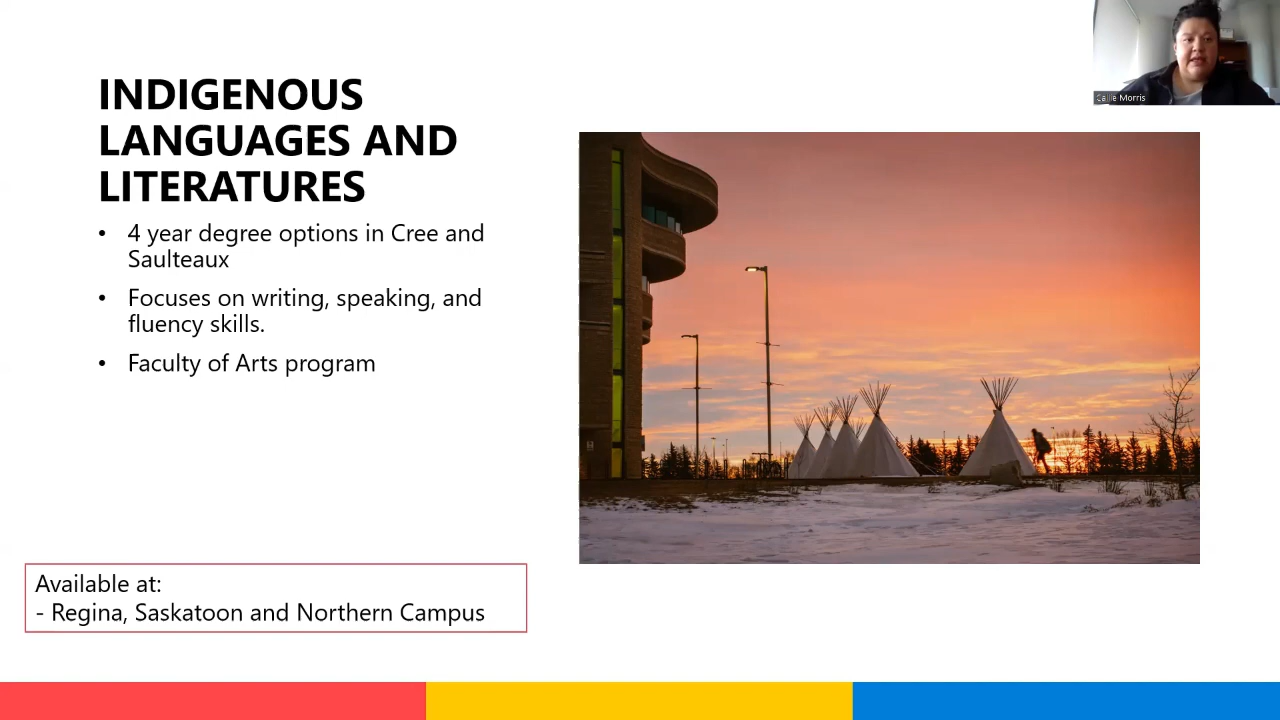 INDIGENOUS
LANGUAGES AND
LITERATURES
• 4 year degree options in Cree and
Saulteaux
• Focuses on writing, speaking, and
fluency skills.
• Faculty of Arts program
Available at:
- Regina, Saskatoon and Northern Campus
Callie Morris